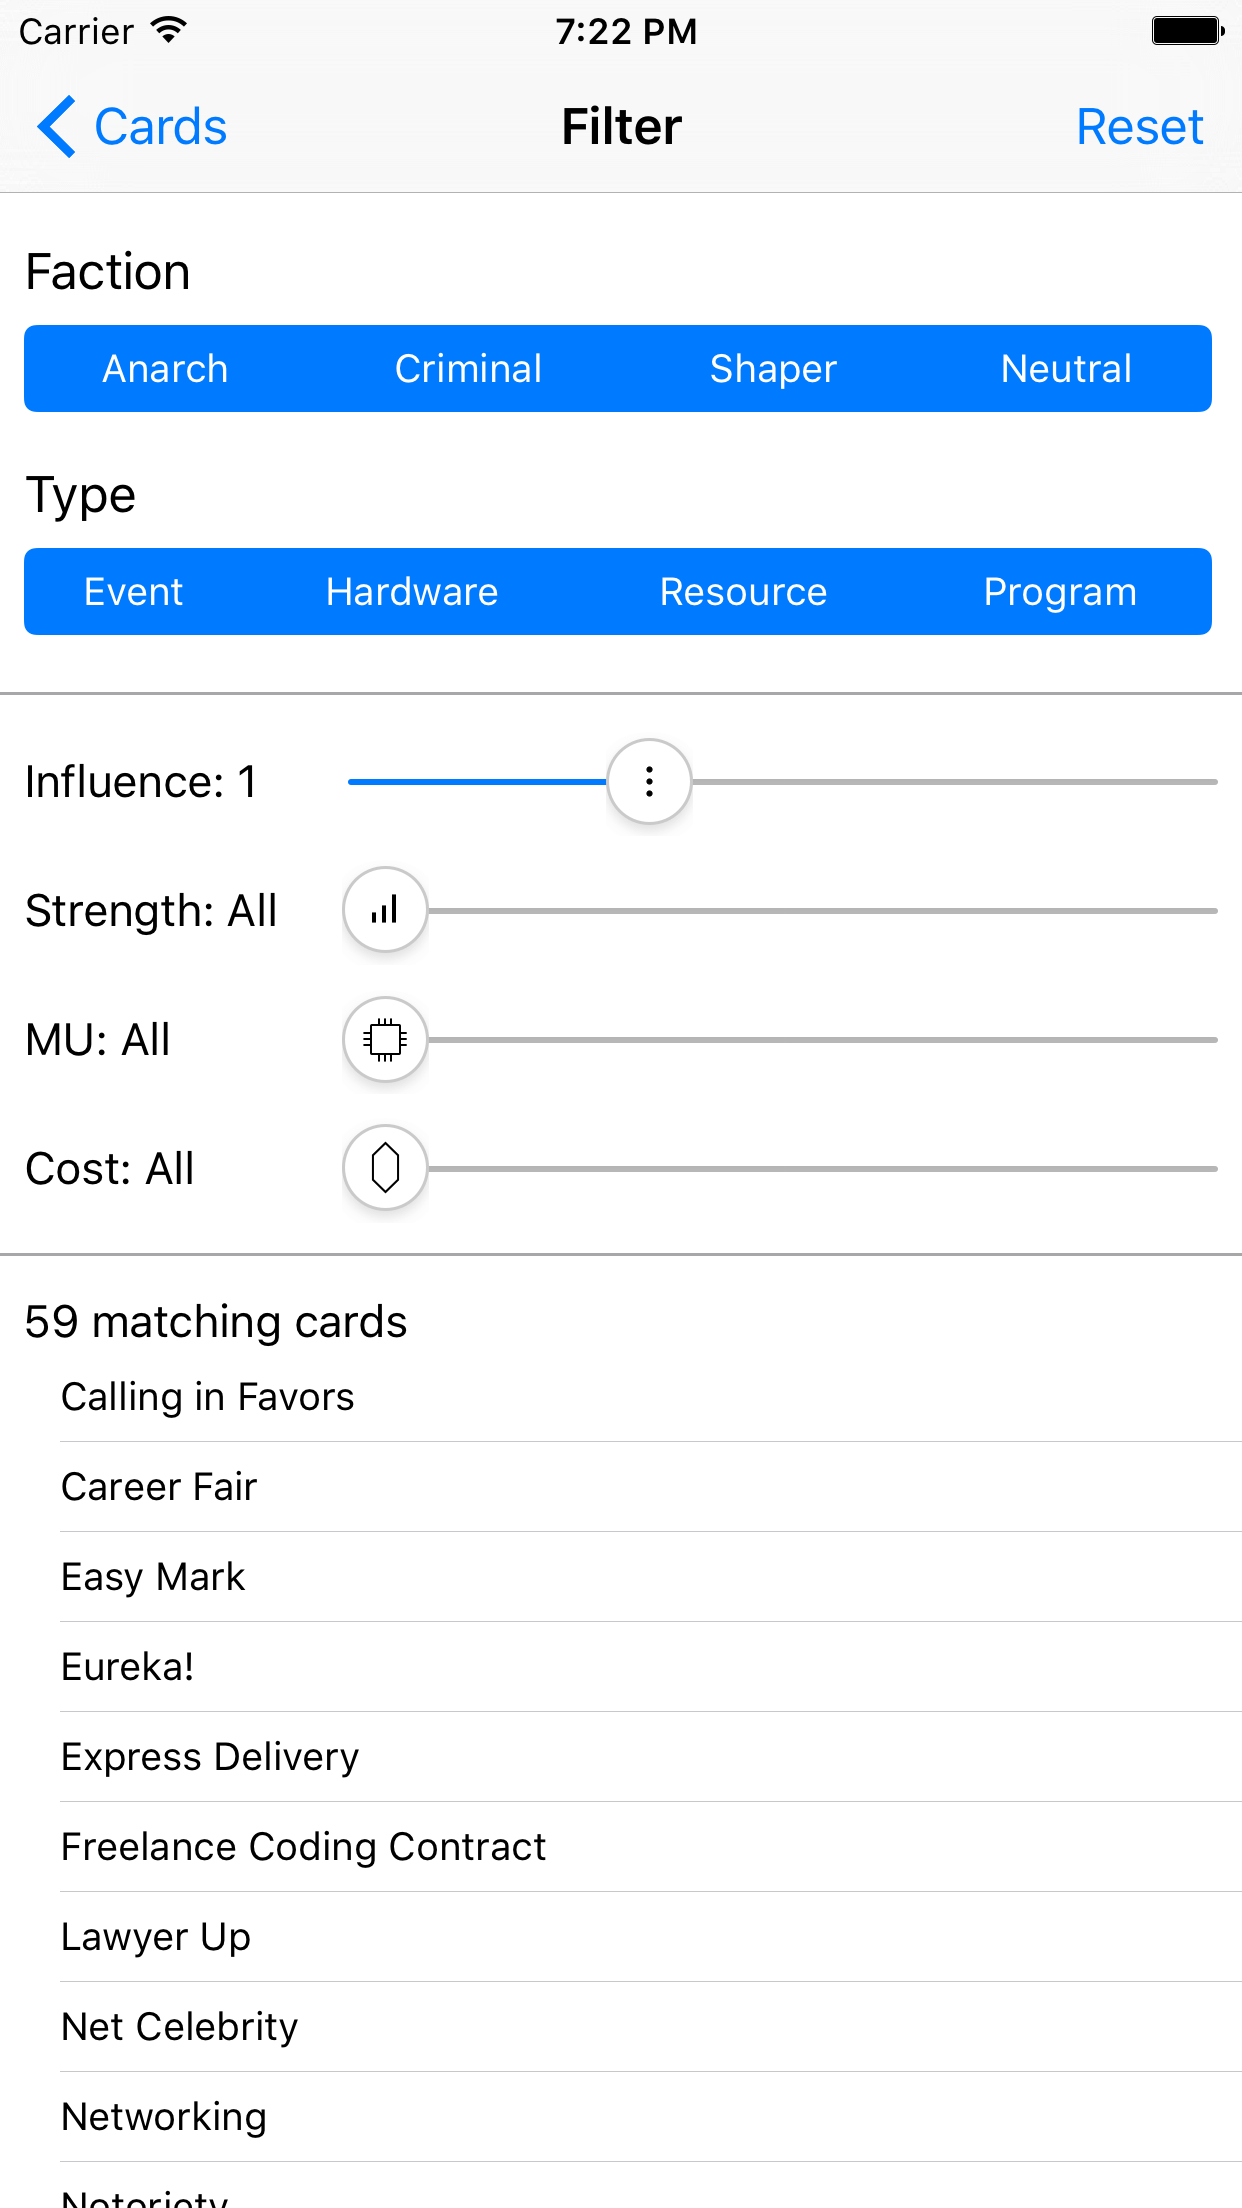 Carrier 7:22 PM
Cards Filter Reset
Faction
Anarch Criminal Shaper Neutral
Type
Event Hardware Resource Program
Influence: 1
Strength: All
MU: All
Cost: All
59 matching cards
Calling in Favors
Career Fair
Easy Mark
Eureka!
Express Delivery
Freelance Coding Contract
Lawyer Up
Net Celebrity
Networking
Notoriety